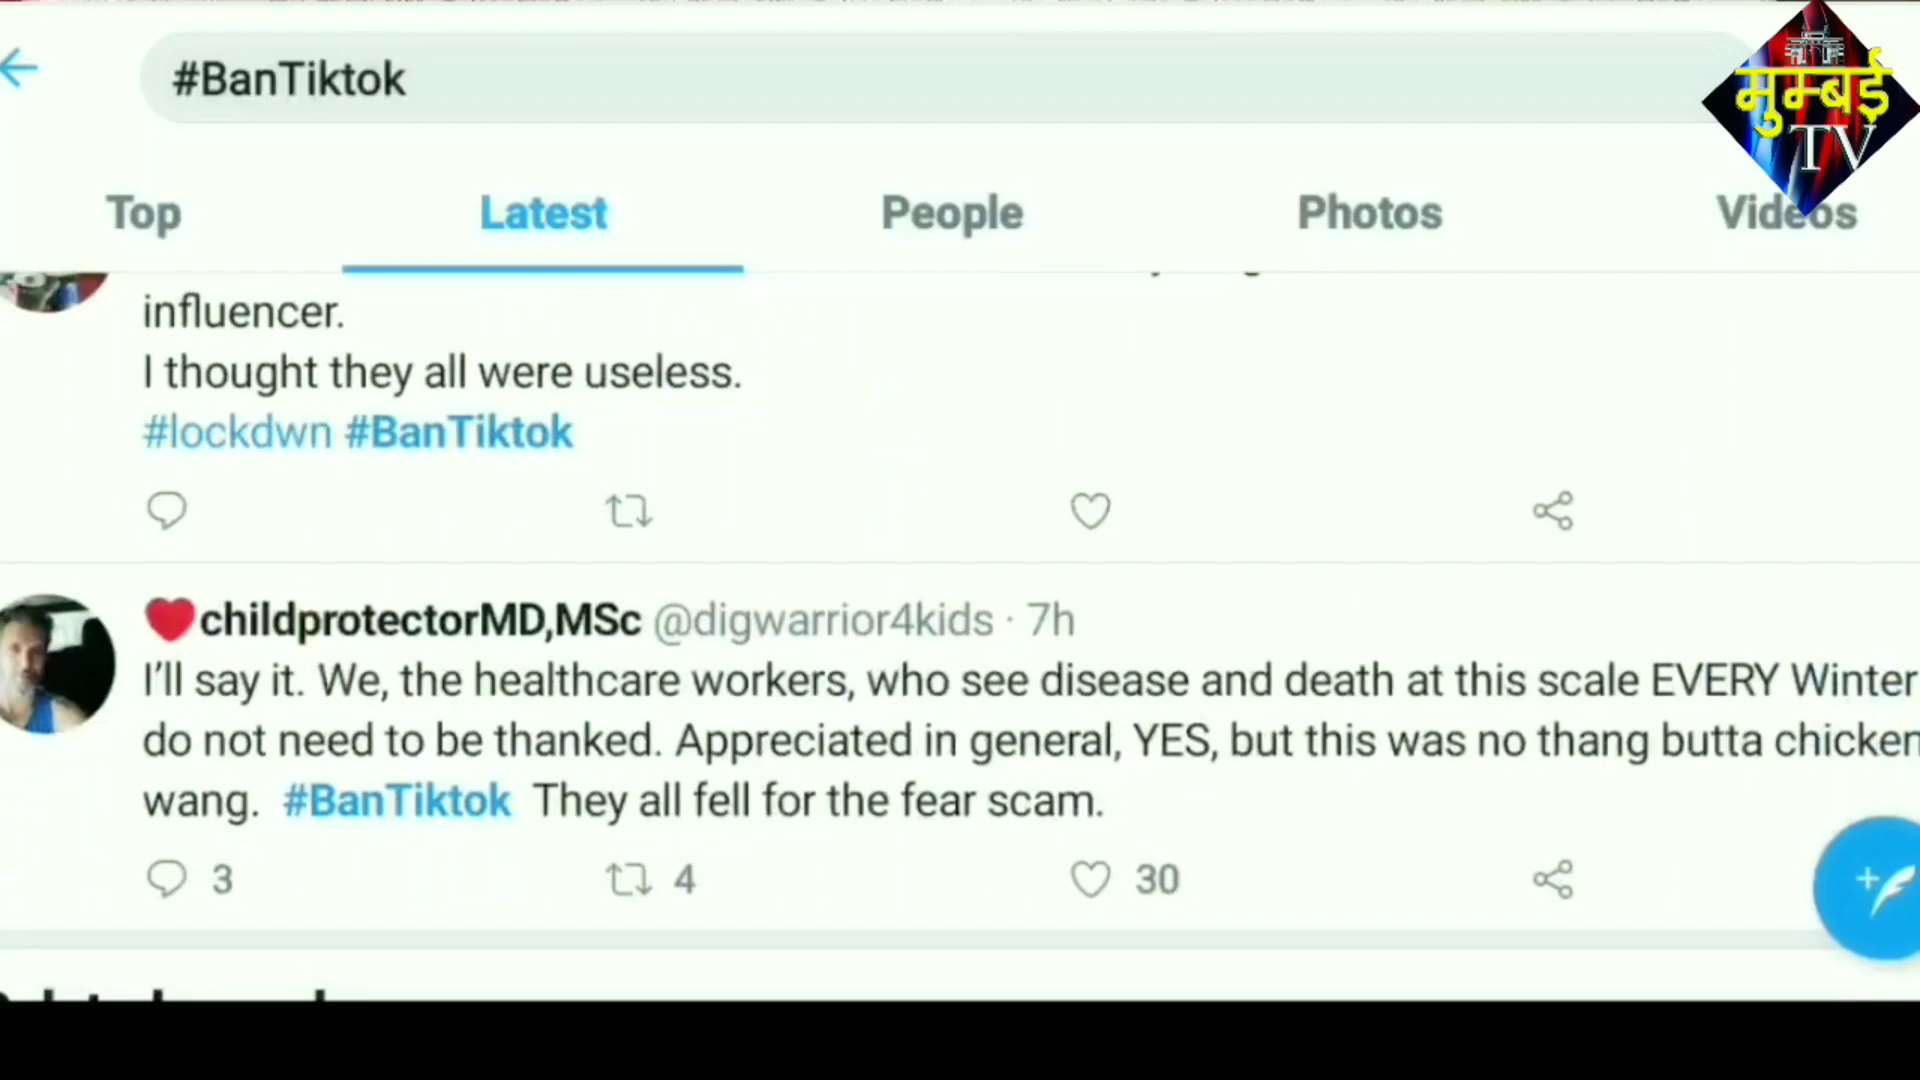 #BanTiktok
मुम्बई
TV
Top Latest People Photos Videos
influencer.
I thought they all were useless.
#lockdwn #BanTiktok
childprotectorMD,MSc @digwarrior4kids · 7h
I'll say it. We, the healthcare workers, who see disease and death at this scale EVERY Winter
do not need to be thanked. Appreciated in general, YES, but this was no thang butta chicken
wang. #BanTiktok They all fell for the fear scam.
3 4 30